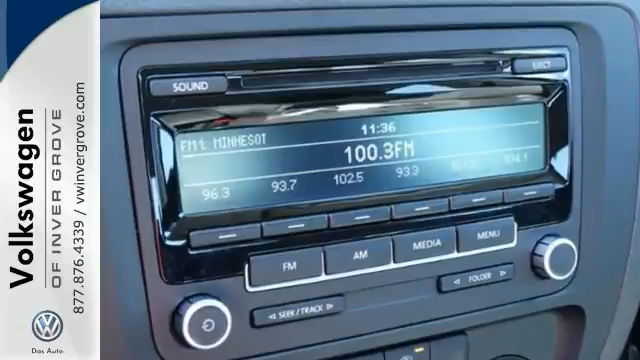 Volkswagen
OF INVER GROVE
877.876.4339 / vwinvergrove.com
Das Auto.
SOUND
EJECT
11:36
FM1: MINNESOT
100.3FM
96.3 93.7 102.5 93.3 104.1
FM AM MEDIA MENU
SEEK / TRACK
FOLDER